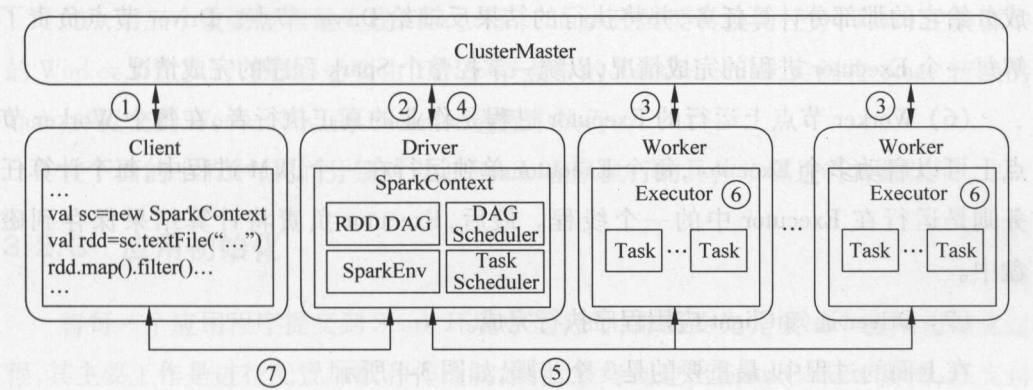 ClusterMaster
① ② ④ ③ ③
Client
…
val sc=new SparkContext
val rdd=sc.textFile("…")
rdd.map().filter()…
…
Driver
SparkContext
RDD DAG
DAG
Scheduler
SparkEnv
Task
Scheduler
Worker
Executor ⑥
Task … Task
…
Worker
Executor ⑥
Task … Task
⑦ ⑤